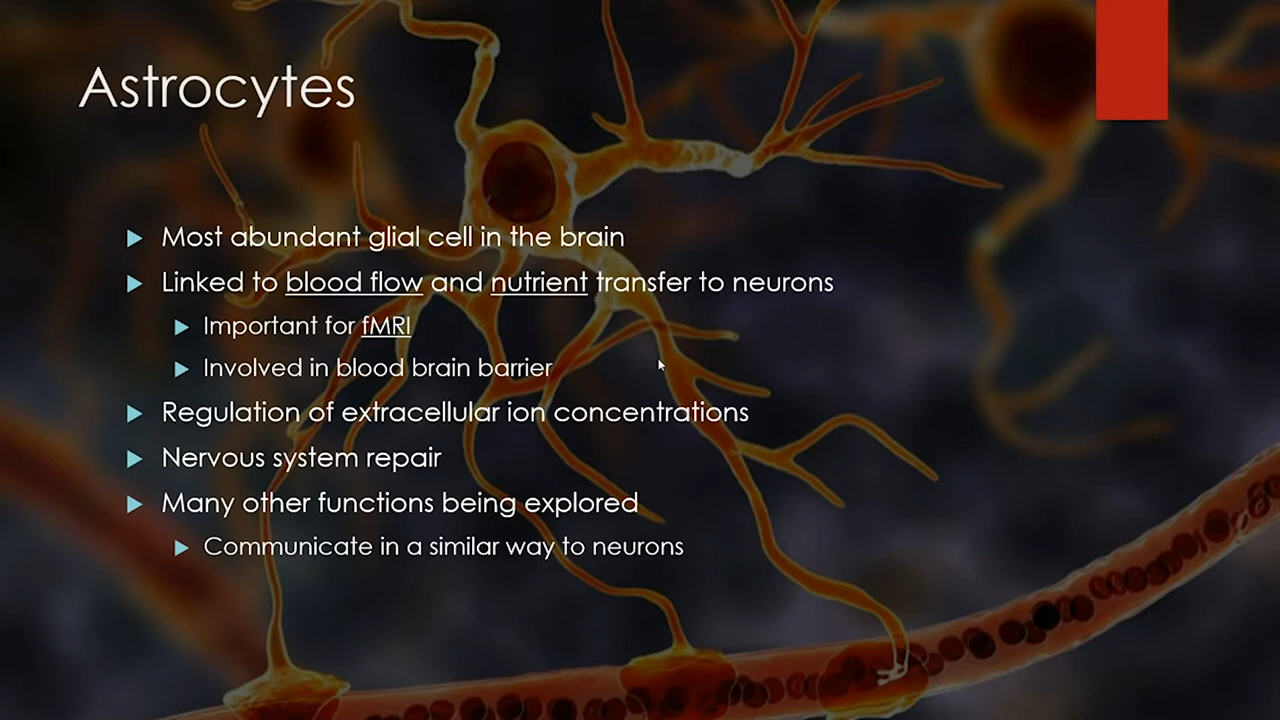 Astrocytes
Most abundant glial cell in the brain
Linked to blood flow and nutrient transfer to neurons
Important for fMRI
Involved in blood brain barrier
Regulation of extracellular ion concentrations
Nervous system repair
Many other functions being explored
Communicate in a similar way to neurons